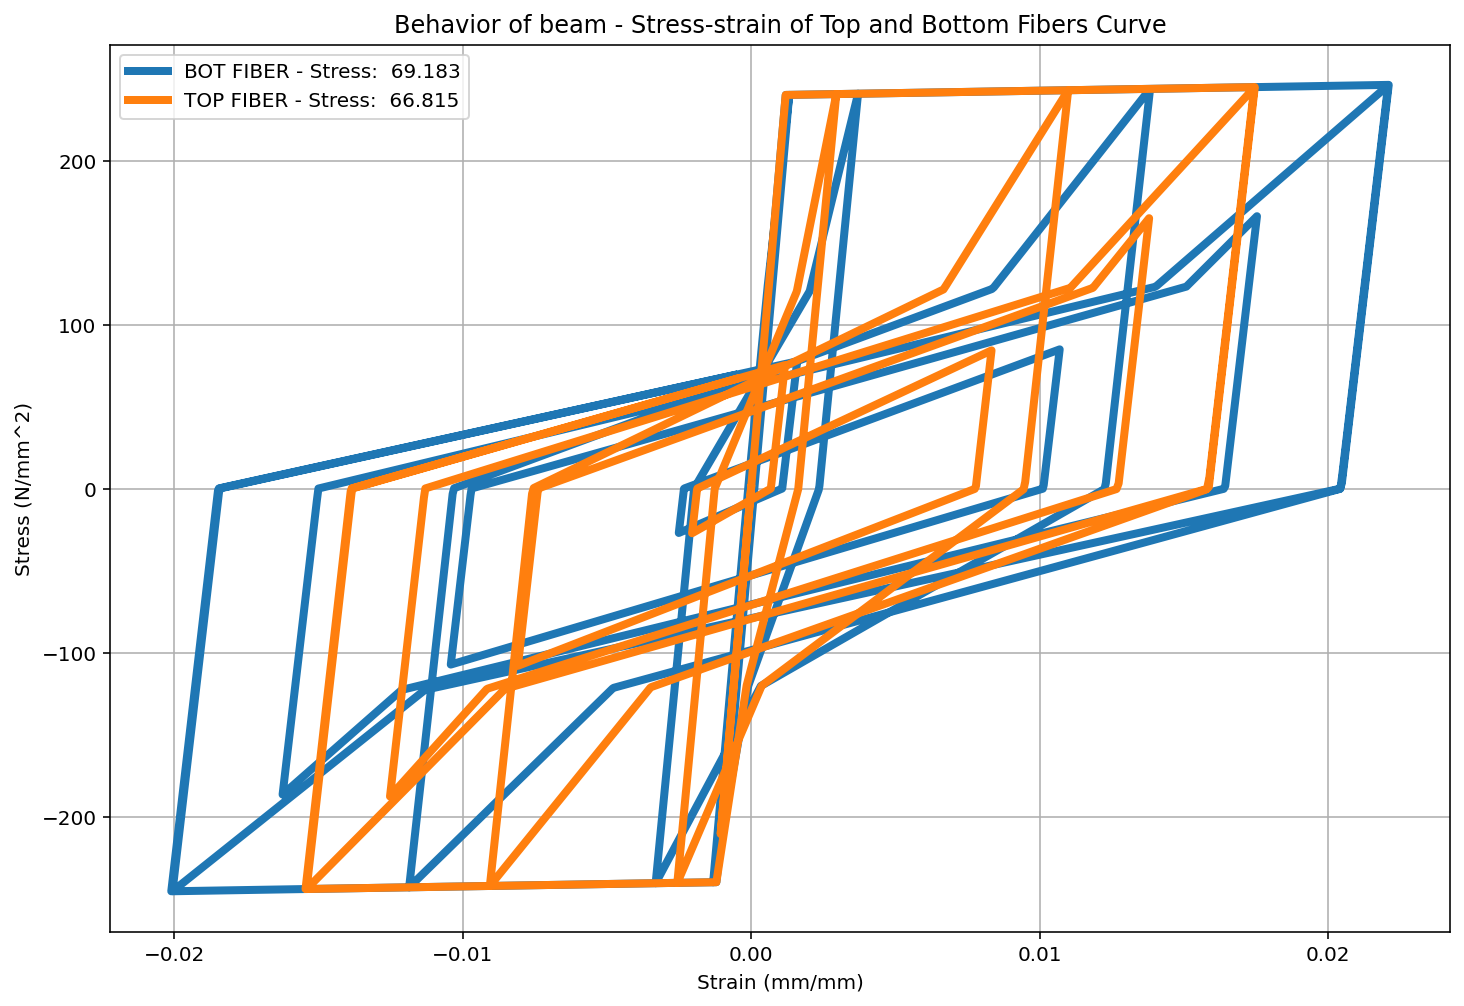 Behavior of beam - Stress-strain of Top and Bottom Fibers Curve
BOT FIBER - Stress:  69.183
TOP FIBER - Stress:  66.815
Stress (N/mm^2)
200
100
0
−100
−200
−0.02
−0.01
0.00
0.01
0.02
Strain (mm/mm)